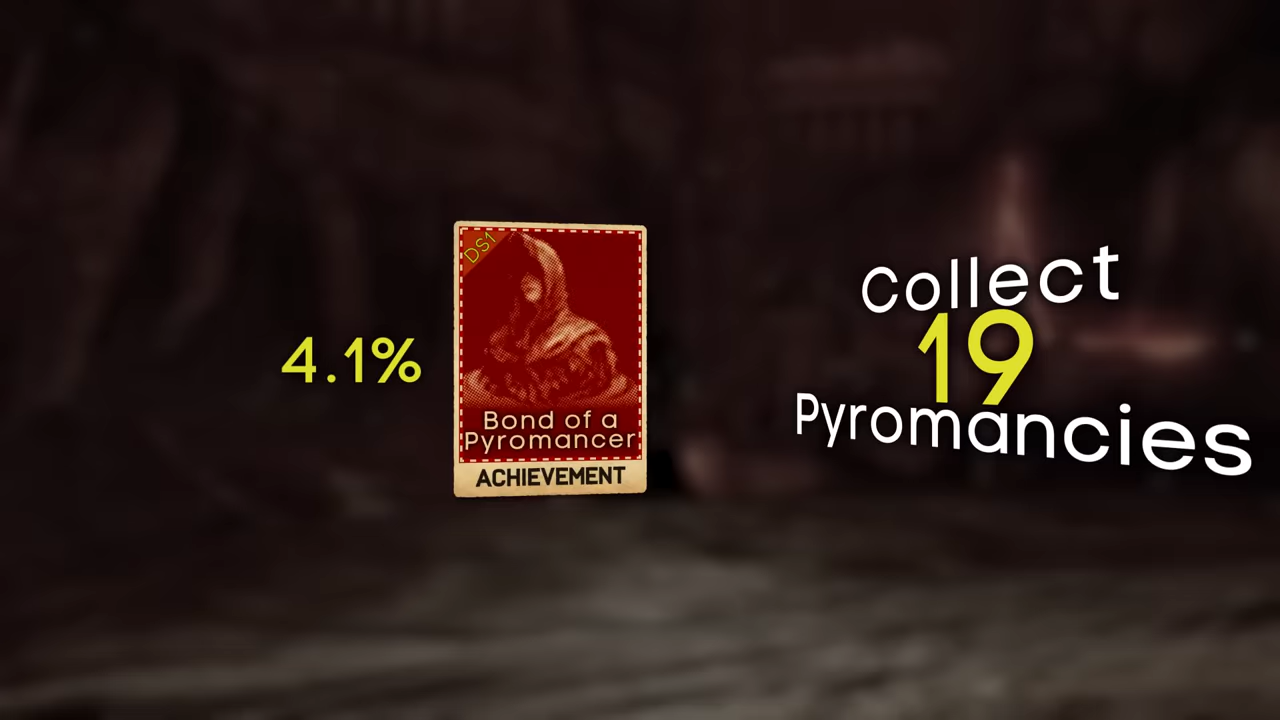 4.1%
DS1
Bond of a
Pyromancer
ACHIEVEMENT
Collect
19
Pyromancies